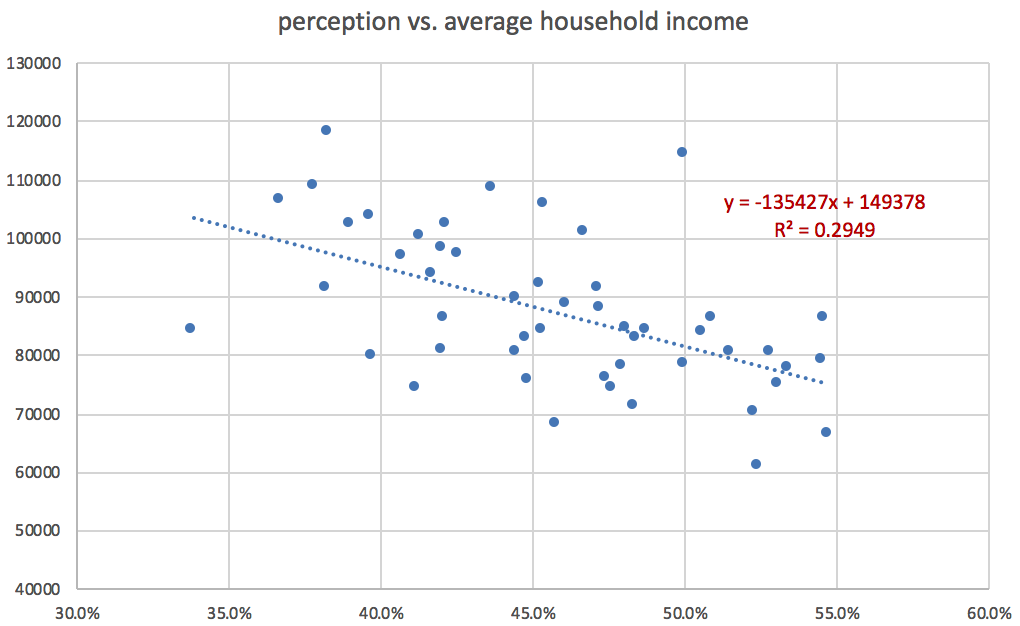 perception vs. average household income
130000
120000
110000
100000
90000
80000
70000
60000
50000
40000
y = -135427x + 149378
R² = 0.2949
30.0% 35.0% 40.0% 45.0% 50.0% 55.0% 60.0%